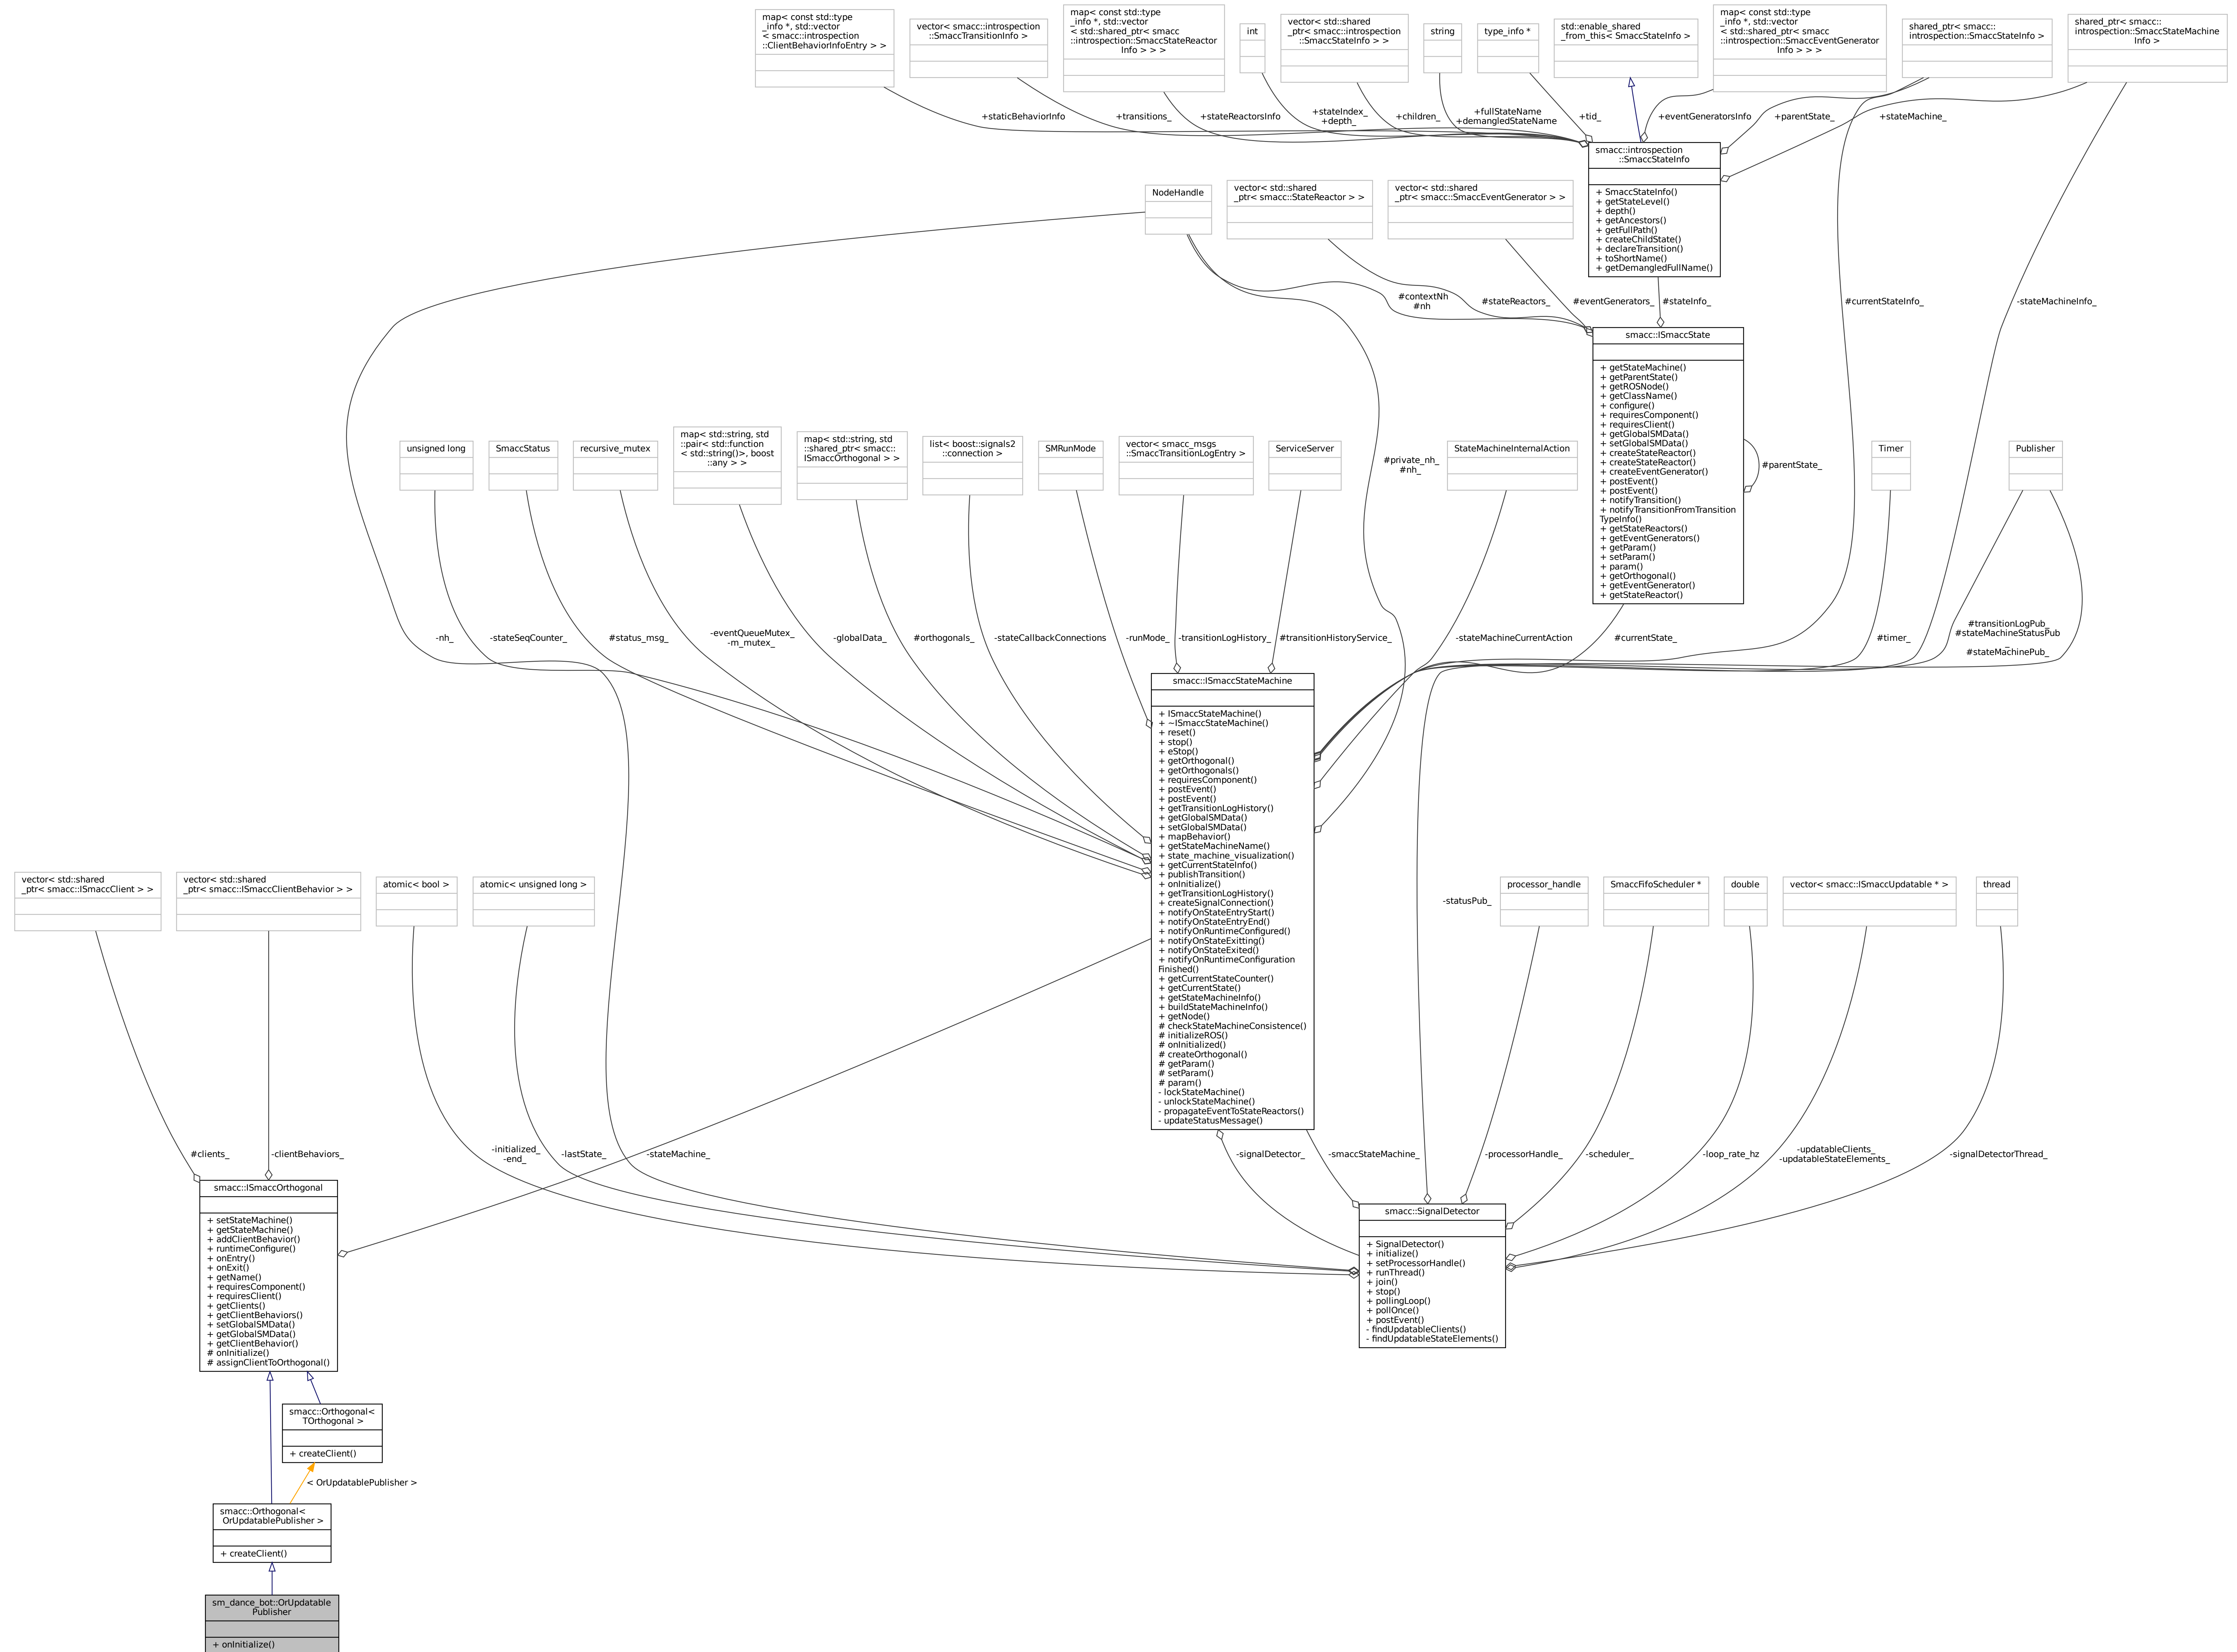 map< const std::type
_info *, std::vector
< smacc::introspection
::ClientBehaviorInfoEntry > >
vector< smacc::introspection
::SmaccTransitionInfo >
map< const std::type
_info *, std::vector
< std::shared_ptr< smacc
::introspection::SmaccStateReactor
Info > > >
int
vector< std::shared
_ptr< smacc::introspection
::SmaccStateInfo > >
string
type_info *
std::enable_shared
_from_this< SmaccStateInfo >
map< const std::type
_info *, std::vector
< std::shared_ptr< smacc
::introspection::SmaccEventGenerator
Info > > >
shared_ptr< smacc::
introspection::SmaccStateInfo >
shared_ptr< smacc::
introspection::SmaccStateMachine
Info >
+staticBehaviorInfo
+transitions_
+stateReactorsInfo
+stateIndex_
+depth_
+children_
+fullStateName
+demangledStateName
+tid_
+eventGeneratorsInfo
+parentState_
+stateMachine_
smacc::introspection
::SmaccStateInfo
+ SmaccStateInfo()
+ getStateLevel()
+ depth()
+ getAncestors()
+ getFullPath()
+ createChildState()
+ declareTransition()
+ toShortName()
+ getDemangledFullName()
NodeHandle
vector< std::shared
_ptr< smacc::StateReactor > >
vector< std::shared
_ptr< smacc::SmaccEventGenerator > >
#contextNh
#nh
#stateReactors_
#eventGenerators_
#stateInfo_
#currentStateInfo_
-stateMachineInfo_
smacc::ISmaccState
+ getStateMachine()
+ getParentState()
+ getROSNode()
+ getClassName()
+ configure()
+ requiresComponent()
+ requiresClient()
+ getGlobalSMData()
+ setGlobalSMData()
+ createStateReactor()
+ createStateReactor()
+ createEventGenerator()
+ postEvent()
+ postEvent()
+ notifyTransition()
+ notifyTransitionFromTransition
TypeInfo()
+ getStateReactors()
+ getEventGenerators()
+ getParam()
+ setParam()
+ param()
+ getOrthogonal()
+ getEventGenerator()
+ getStateReactor()
#parentState_
unsigned long
SmaccStatus
recursive_mutex
map< std::string, std
::pair< std::function
< std::string()>, boost
::any > >
map< std::string, std
::shared_ptr< smacc::
ISmaccOrthogonal > >
list< boost::signals2
::connection >
SMRunMode
vector< smacc_msgs
::SmaccTransitionLogEntry >
ServiceServer
#private_nh_
#nh_
StateMachineInternalAction
Timer
Publisher
-nh_
-stateSeqCounter_
#status_msg_
-eventQueueMutex_
-m_mutex_
-globalData_
#orthogonals_
-stateCallbackConnections
-runMode_
-transitionLogHistory_
#transitionHistoryService_
-stateMachineCurrentAction
#currentState_
#timer_
#transitionLogPub_
#stateMachineStatusPub
_
#stateMachinePub_
smacc::ISmaccStateMachine
+ ISmaccStateMachine()
+ ~ISmaccStateMachine()
+ reset()
+ stop()
+ eStop()
+ getOrthogonal()
+ getOrthogonals()
+ requiresComponent()
+ postEvent()
+ postEvent()
+ getTransitionLogHistory()
+ getGlobalSMData()
+ setGlobalSMData()
+ mapBehavior()
+ getStateMachineName()
+ state_machine_visualization()
+ getCurrentStateInfo()
+ publishTransition()
+ onInitialize()
+ getTransitionLogHistory()
+ createSignalConnection()
+ notifyOnStateEntryStart()
+ notifyOnStateEntryEnd()
+ notifyOnRuntimeConfigured()
+ notifyOnStateExitting()
+ notifyOnStateExited()
+ notifyOnRuntimeConfiguration
Finished()
+ getCurrentStateCounter()
+ getCurrentState()
+ getStateMachineInfo()
+ buildStateMachineInfo()
+ getNode()
# checkStateMachineConsistence()
# initializeROS()
# onInitialized()
# createOrthogonal()
# getParam()
# setParam()
# param()
- lockStateMachine()
- unlockStateMachine()
- propagateEventToStateReactors()
- updateStatusMessage()
vector< std::shared
_ptr< smacc::ISmaccClient > >
vector< std::shared
_ptr< smacc::ISmaccClientBehavior > >
atomic< bool >
atomic< unsigned long >
-statusPub_
processor_handle
SmaccFifoScheduler *
double
vector< smacc::ISmaccUpdatable * >
thread
#clients_
-clientBehaviors_
-initialized_
-end_
-lastState_
-stateMachine_
-signalDetector_
-smaccStateMachine_
-processorHandle_
-scheduler_
-loop_rate_hz
-updatableClients_
-updatableStateElements_
-signalDetectorThread_
smacc::ISmaccOrthogonal
+ setStateMachine()
+ getStateMachine()
+ addClientBehavior()
+ runtimeConfigure()
+ onEntry()
+ onExit()
+ getName()
+ requiresComponent()
+ requiresClient()
+ getClients()
+ getClientBehaviors()
+ setGlobalSMData()
+ getGlobalSMData()
+ getClientBehavior()
# onInitialize()
# assignClientToOrthogonal()
smacc::SignalDetector
+ SignalDetector()
+ initialize()
+ setProcessorHandle()
+ runThread()
+ join()
+ stop()
+ pollingLoop()
+ pollOnce()
+ postEvent()
- findUpdatableClients()
- findUpdatableStateElements()
smacc::Orthogonal<
TOrthogonal >
+ createClient()
< OrUpdatablePublisher >
smacc::Orthogonal<
OrUpdatablePublisher >
+ createClient()
sm_dance_bot::OrUpdatable
Publisher
+ onInitialize()